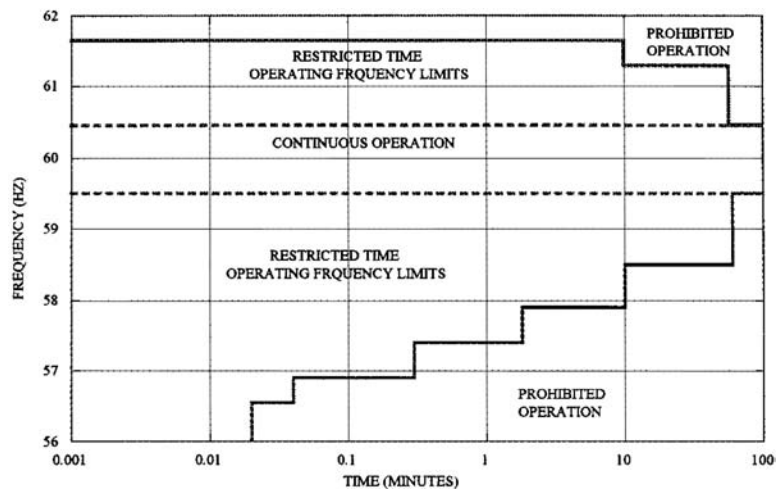 62
61
60
59
58
57
56
FREQUENCY (HZ)
PROHIBITED
OPERATION
RESTRICTED TIME
OPERATING FRQUENCY LIMITS
CONTINUOUS OPERATION
RESTRICTED TIME
OPERATING FRQUENCY LIMITS
PROHIBITED
OPERATION
0.001
0.01
0.1
1
10
100
TIME (MINUTES)